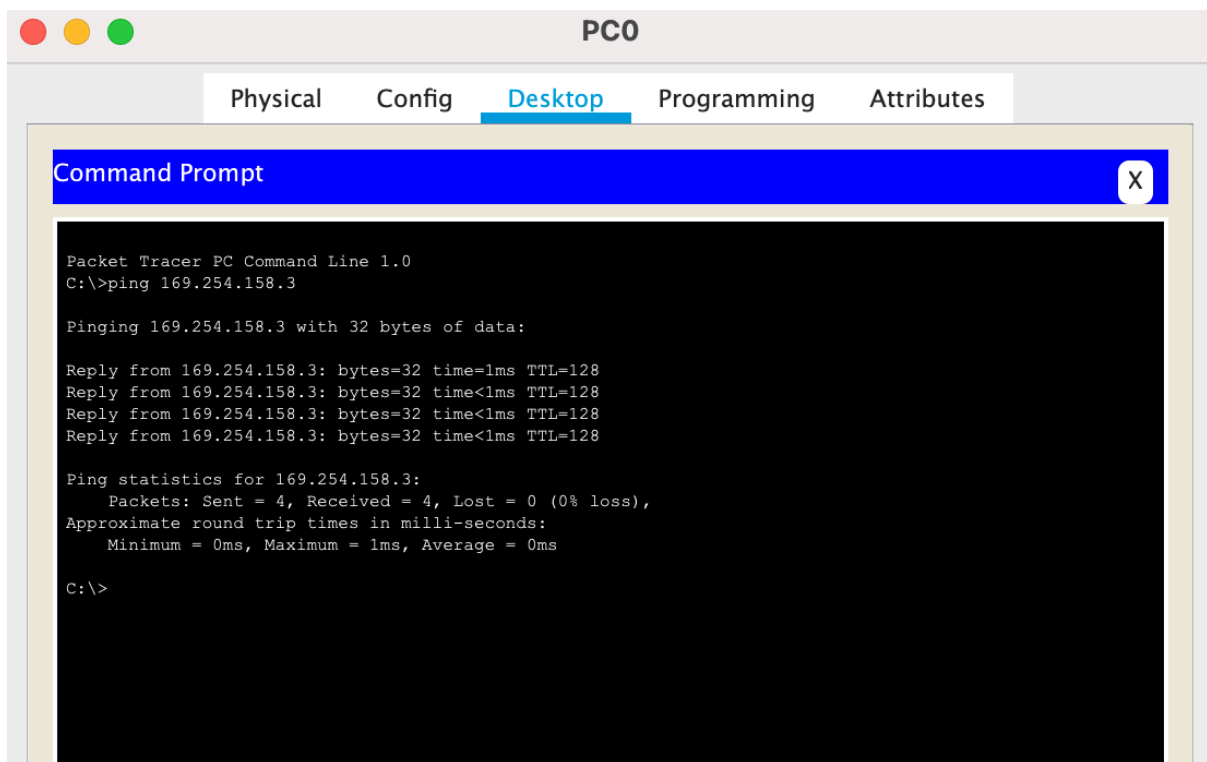 PC0
Physical Config Desktop Programming Attributes
Command Prompt
X
Packet Tracer PC Command Line 1.0
C:\>ping 169.254.158.3
Pinging 169.254.158.3 with 32 bytes of data:
Reply from 169.254.158.3: bytes=32 time=1ms TTL=128
Reply from 169.254.158.3: bytes=32 time<1ms TTL=128
Reply from 169.254.158.3: bytes=32 time<1ms TTL=128
Reply from 169.254.158.3: bytes=32 time<1ms TTL=128
Ping statistics for 169.254.158.3:
Packets: Sent = 4, Received = 4, Lost = 0 (0% loss),
Approximate round trip times in milli-seconds:
Minimum = 0ms, Maximum = 1ms, Average = 0ms
C:\>